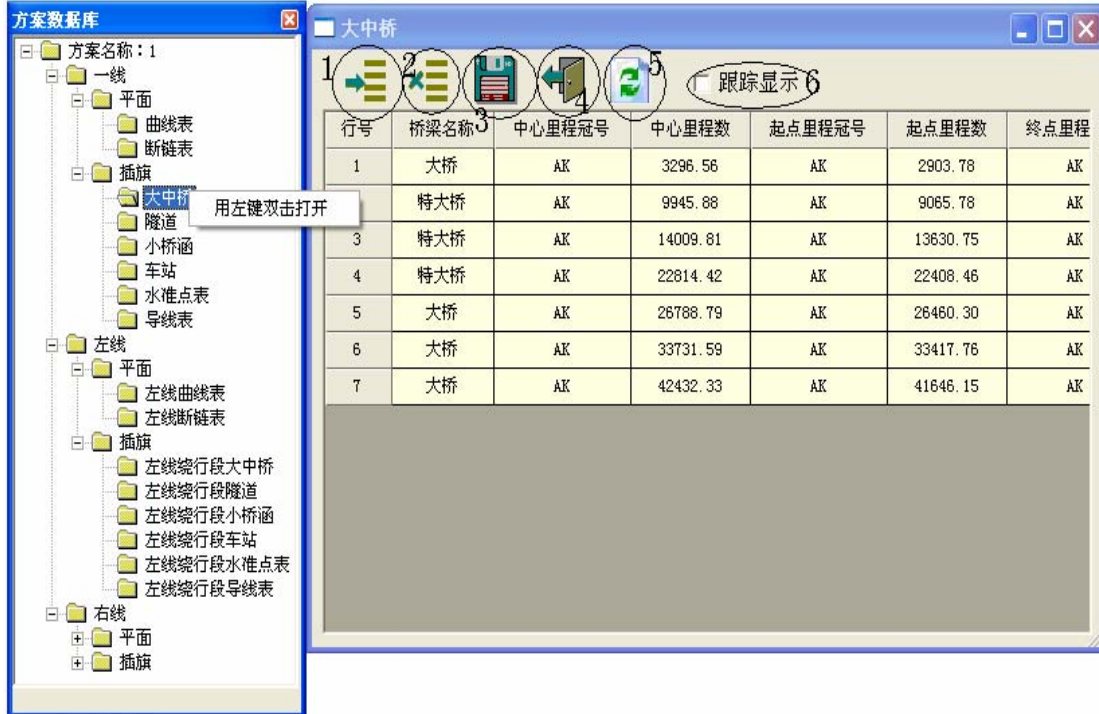 方案数据库
方案名称：1
一线
平面
曲线表
断链表
插旗
大中桥
用左键双击打开
隧道
小桥涵
车站
水准点表
导线表
左线
平面
左线曲线表
左线断链表
插旗
左线绕行段大中桥
左线绕行段隧道
左线绕行段小桥涵
左线绕行段车站
左线绕行段水准点表
左线绕行段导线表
右线
平面
插旗
大中桥
1 2 3 4 5 跟踪显示 6
行号 桥梁名称 中心里程冠号 中心里程数 起点里程冠号 起点里程数 终点里程
1 大桥 AK 3296.56 AK 2903.78 AK
特大桥 AK 9945.88 AK 9065.78 AK
3 特大桥 AK 14009.81 AK 13630.75 AK
4 特大桥 AK 22814.42 AK 22408.46 AK
5 大桥 AK 26788.79 AK 26460.30 AK
6 大桥 AK 33731.59 AK 33417.76 AK
7 大桥 AK 42432.33 AK 41646.15 AK